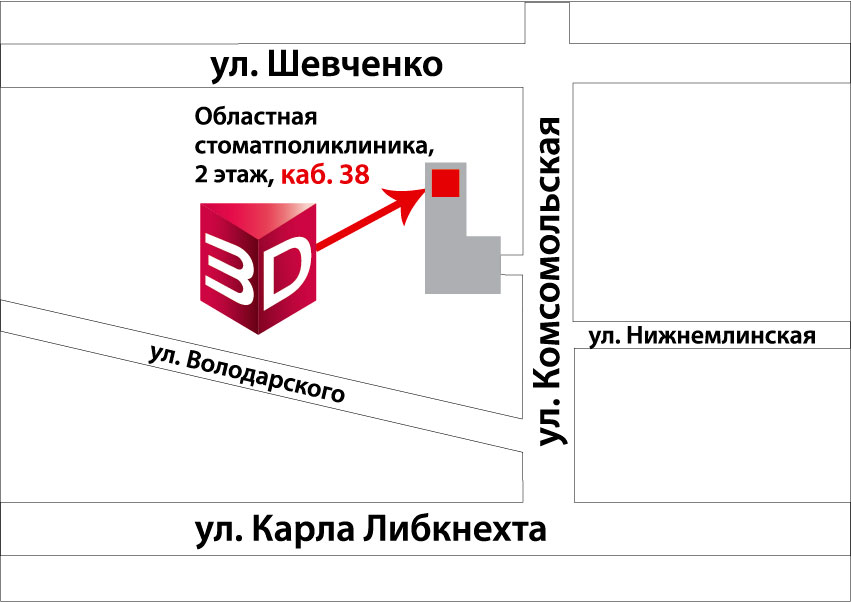 ул. Шевченко
Областная
стоматполиклиника,
2 этаж, каб. 38
3D
ул. Комсомольская
ул. Нижнемлинская
ул. Володарского
ул. Карла Либкнехта